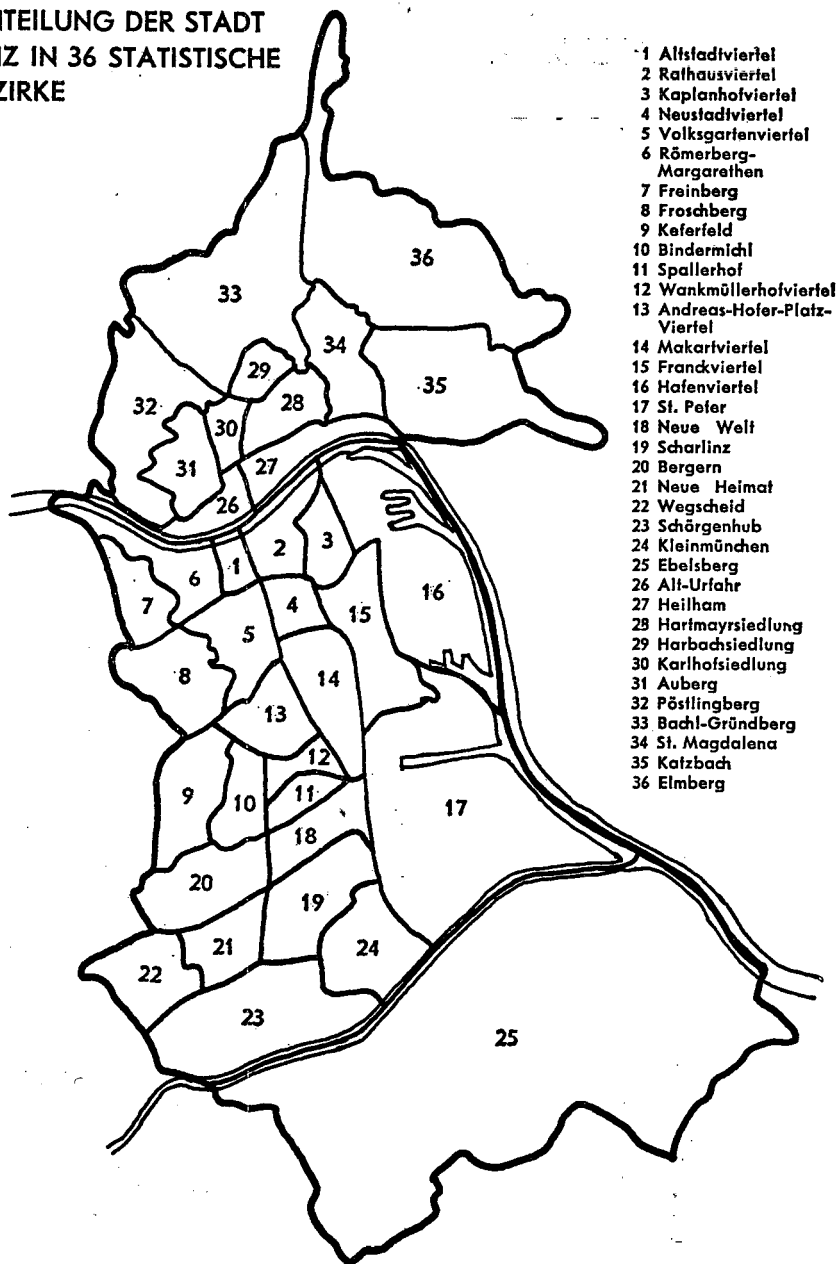 NTEILUNG DER STADT
NZ IN 36 STATISTISCHE
ZIRKE
1 Altstadtviertel
2 Rathausviertel
3 Kaplanhofviertel
4 Neustadtviertel
5 Volksgartenviertel
6 Römerberg-
Margarethen
7 Freinberg
8 Froschberg
9 Keferfeld
10 Bindermichl
11 Spallerhof
12 Wankmüllerhofviertel
13 Andreas-Hofer-Platz-
Viertel
14 Makartviertel
15 Franckviertel
16 Hafenviertel
17 St. Peter
18 Neue Welt
19 Scharlinz
20 Bergern
21 Neue Heimat
22 Wegscheid
23 Schörgenhub
24 Kleinmünchen
25 Ebelsberg
26 Alt-Urfahr
27 Heilham
28 Hartmayrsiedlung
29 Harbachsiedlung
30 Karlhofsiedlung
31 Auberg
32 Pöstlingberg
33 Bachl-Gründberg
34 St. Magdalena
35 Katzbach
36 Elmberg
36
33
34
29
35
32
28
30
31
27
26
2
3
1
6
16
7
4
15
5
8
14
13
12
9
10
11
17
18
20
19
21
24
22
23
25